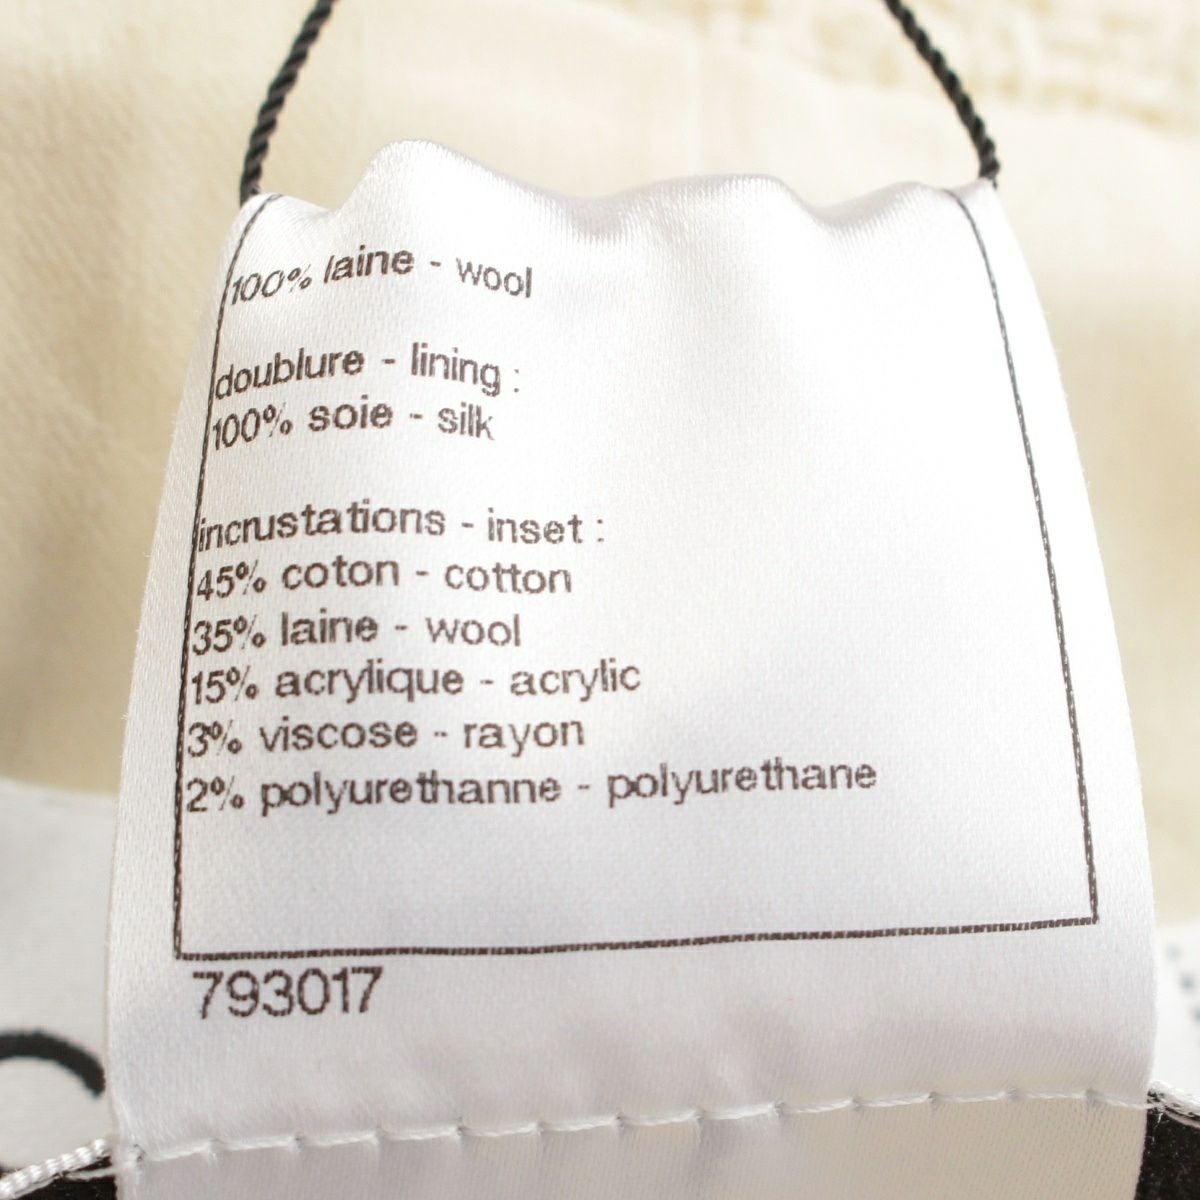 100% laine - wool
doublure - lining :
100% soie - silk
incrustations - inset :
45% coton - cotton
35% laine - wool
15% acrylique - acrylic
3% viscose - rayon
2% polyurethanne - polyurethane
793017